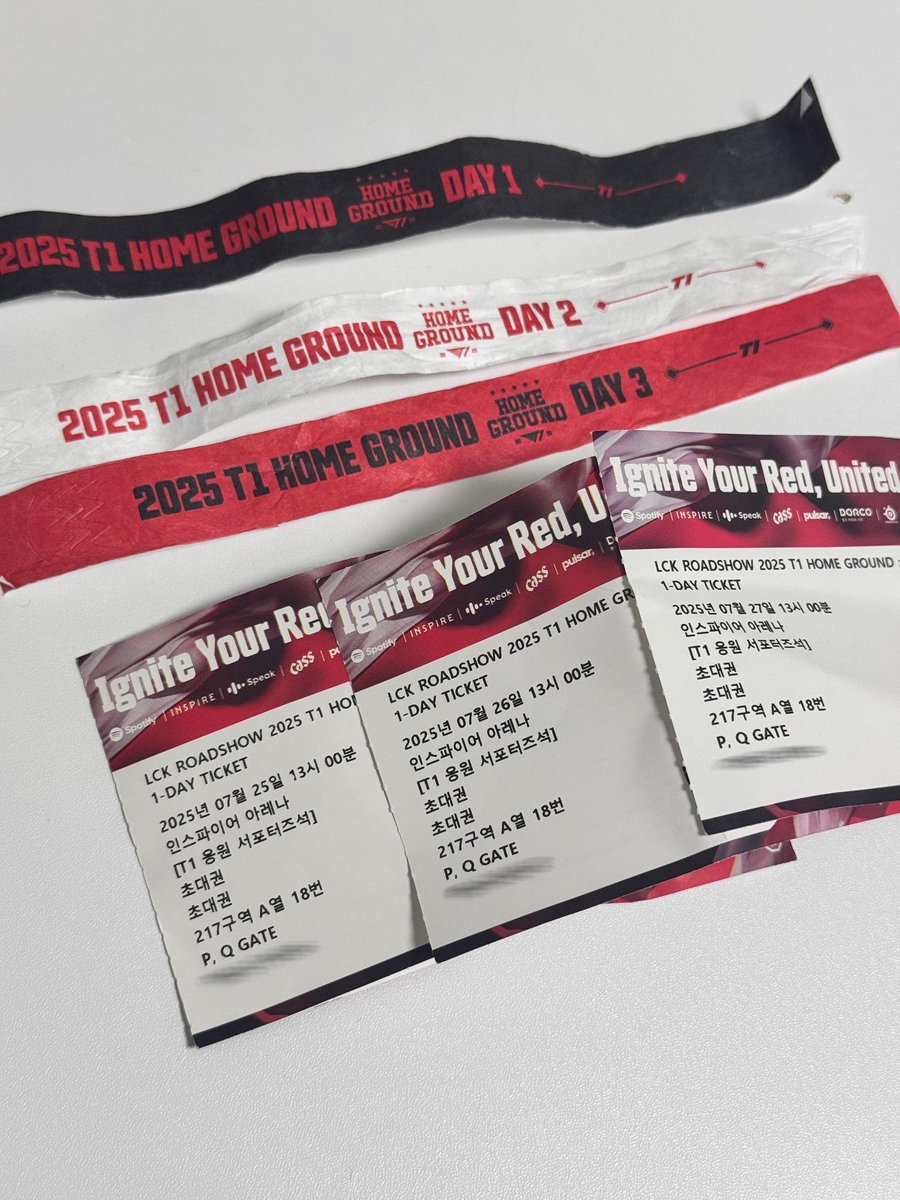 2025 T1 HOME GROUND HOME GROUND DAY 1 T1
2025 T1 HOME GROUND HOME GROUND DAY 2 T1
2025 T1 HOME GROUND HOME GROUND DAY 3 T1
Ignite Your Red, United
Spotify | INSPIRE | Speak | cass | pulsar. | DORCO
LCK ROADSHOW 2025 T1 HOME GROUND :
1-DAY TICKET
2025년 07월 27일 13시 00분
인스파이어 아레나
[T1 응원 서포터즈석]
초대권
초대권
217구역 A열 18번
P, Q GATE
Ignite Your Red, U
Spotify | INSPIRE | Speak | cass | pulsar. | D
LCK ROADSHOW 2025 T1 HOME GR
1-DAY TICKET
2025년 07월 26일 13시 00분
인스파이어 아레나
[T1 응원 서포터즈석]
초대권
초대권
217구역 A열 18번
P, Q GATE
Ignite Your Red
Spotify | INSPIRE | Speak | cass | pu
LCK ROADSHOW 2025 T1 HO
1-DAY TICKET
2025년 07월 25일 13시 00분
인스파이어 아레나
[T1 응원 서포터즈석]
초대권
초대권
217구역 A열 18번
P, Q GATE